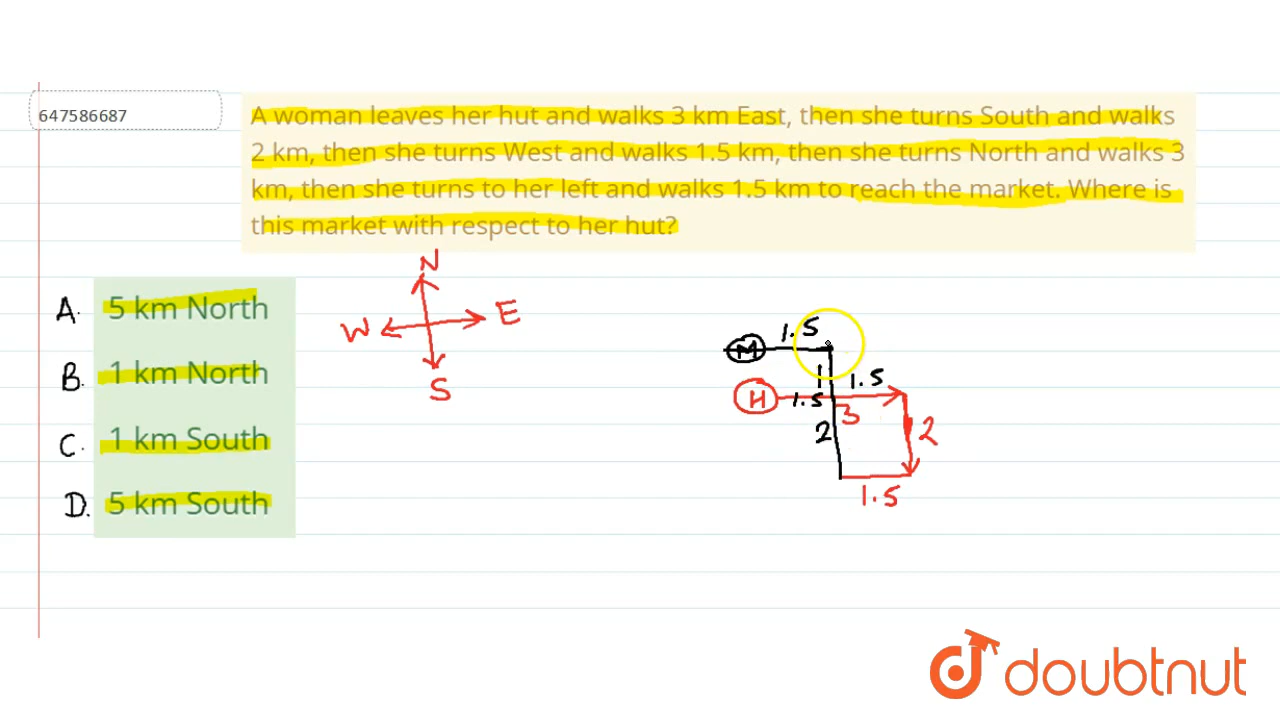 647586687
A woman leaves her hut and walks 3 km East, then she turns South and walks
2 km, then she turns West and walks 1.5 km, then she turns North and walks 3
km, then she turns to her left and walks 1.5 km to reach the market. Where is
this market with respect to her hut?
A. 5 km North
B. 1 km North
C. 1 km South
D. 5 km South
N
W E
S
1.5
M
1 1.5
H 1.5
3
2 2
1.5
doubtnut